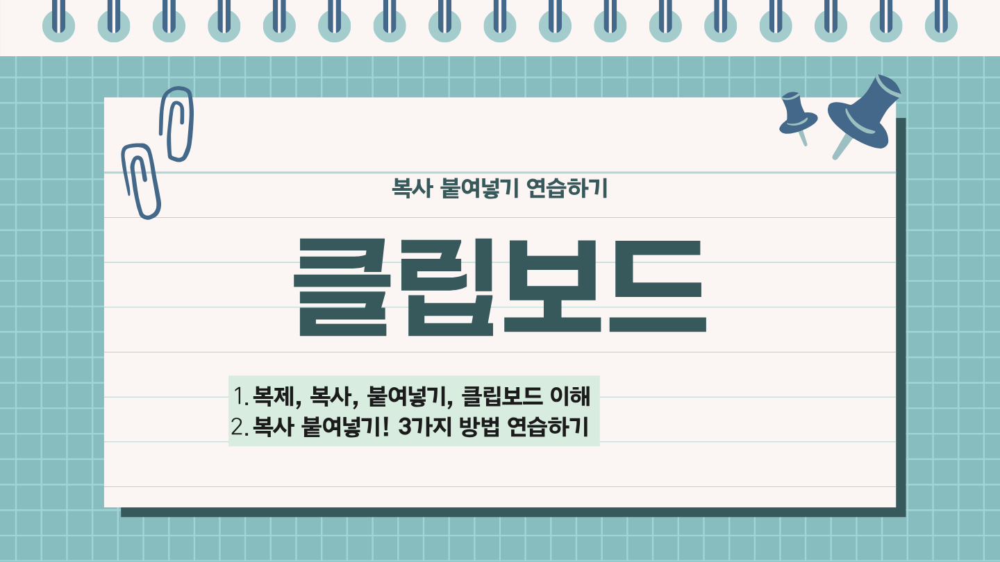 복사 붙여넣기 연습하기
클립보드
1. 복제, 복사, 붙여넣기, 클립보드 이해
2. 복사 붙여넣기! 3가지 방법 연습하기